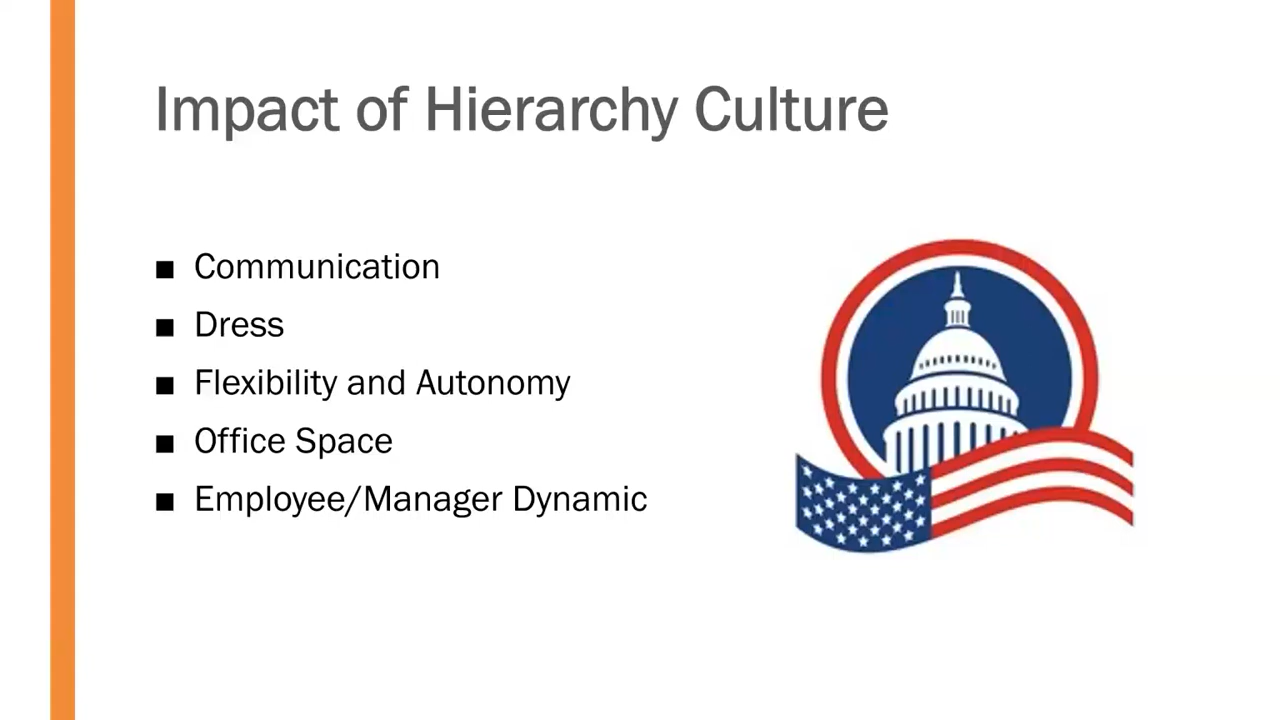 Impact of Hierarchy Culture
■ Communication
■ Dress
■ Flexibility and Autonomy
■ Office Space
■ Employee/Manager Dynamic